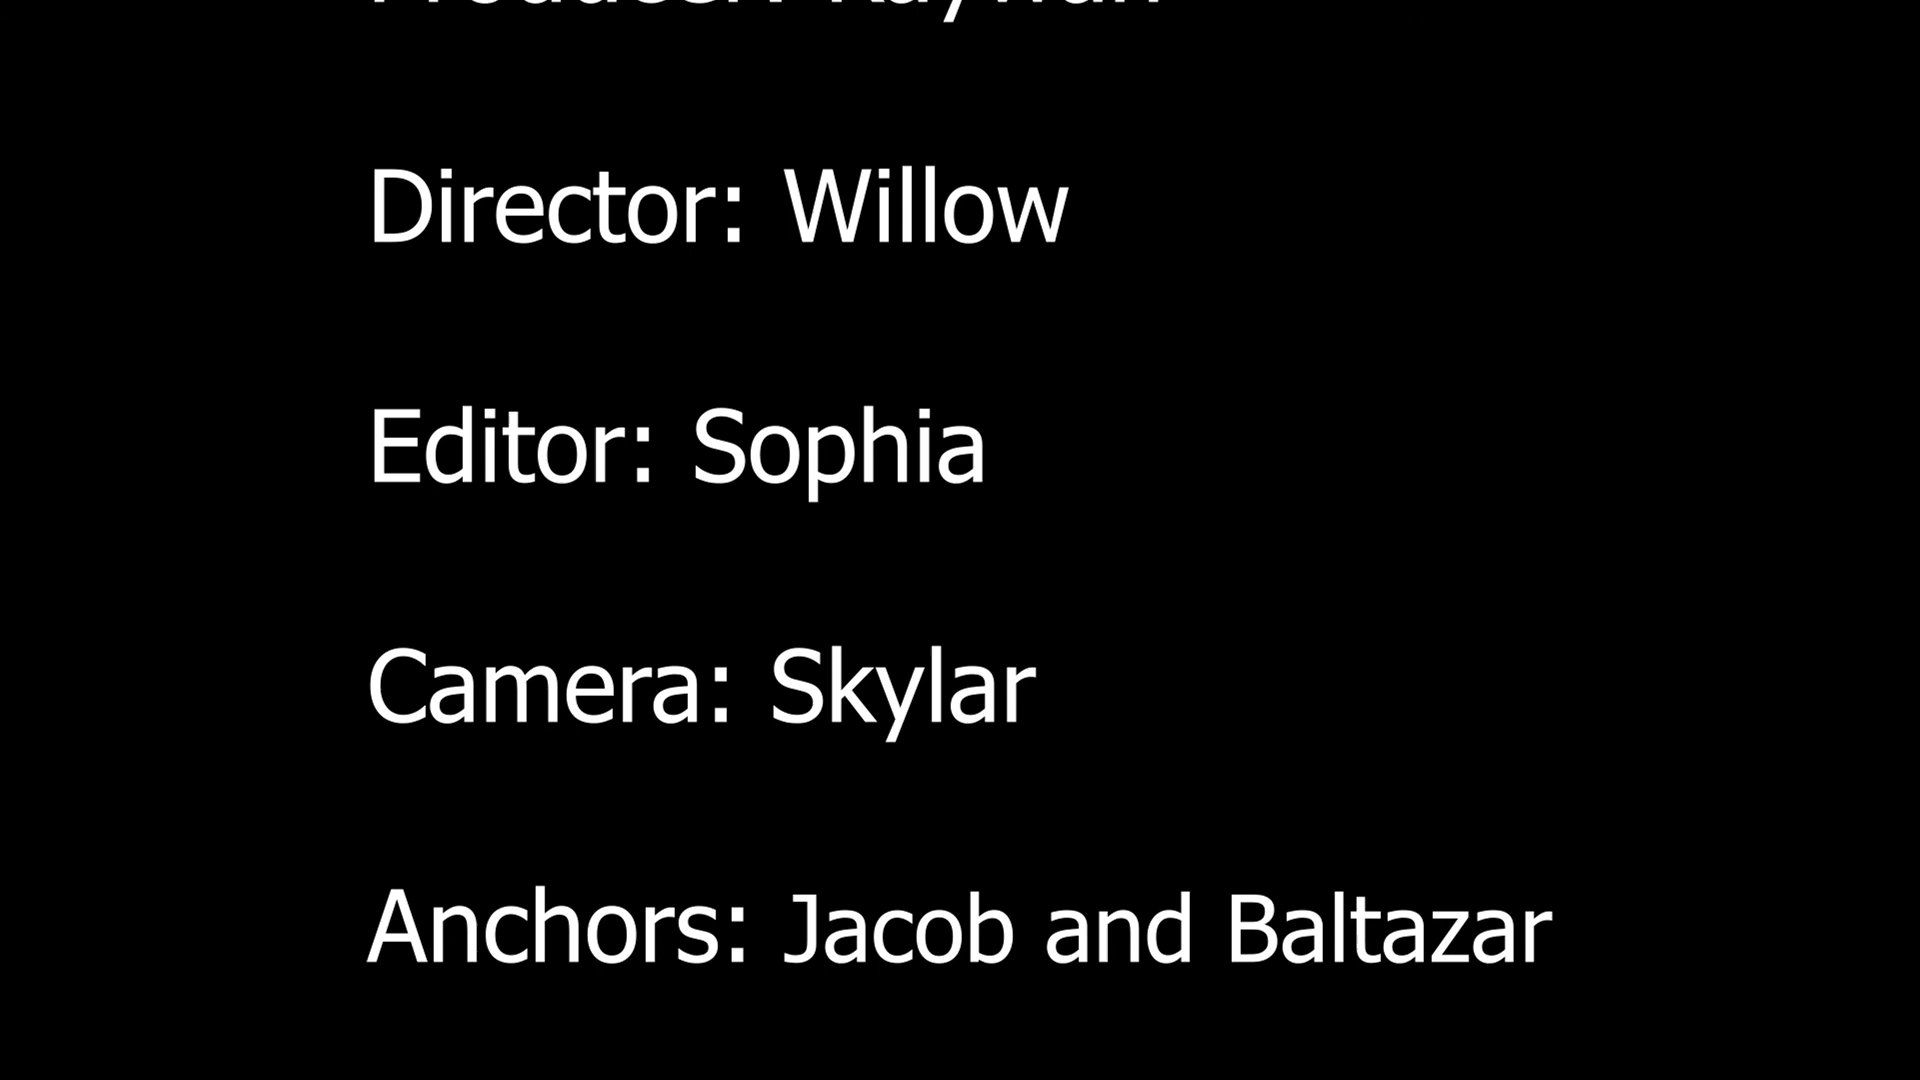 Director: Willow
Editor: Sophia
Camera: Skylar
Anchors: Jacob and Baltazar